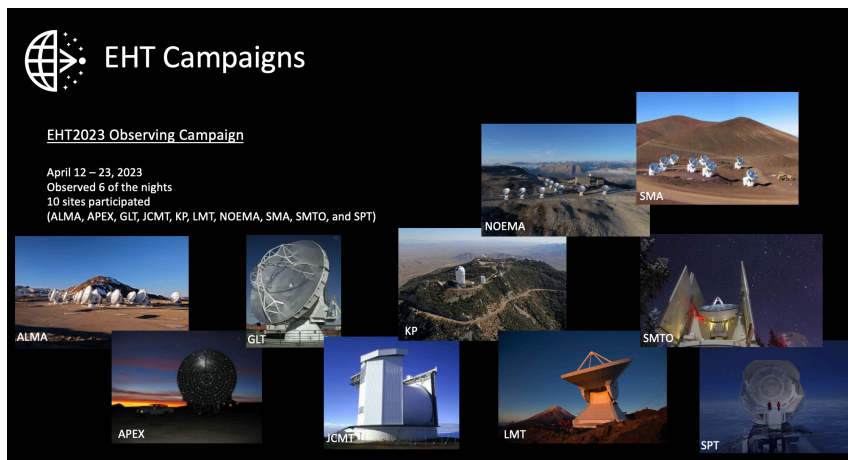 EHT Campaigns
EHT2023 Observing Campaign
April 12 – 23, 2023
Observed 6 of the nights
10 sites participated
(ALMA, APEX, GLT, JCMT, KP, LMT, NOEMA, SMA, SMTO, and SPT)
SMA
NOEMA
ALMA
GLT
KP
SMTO
APEX
JCMT
LMT
SPT